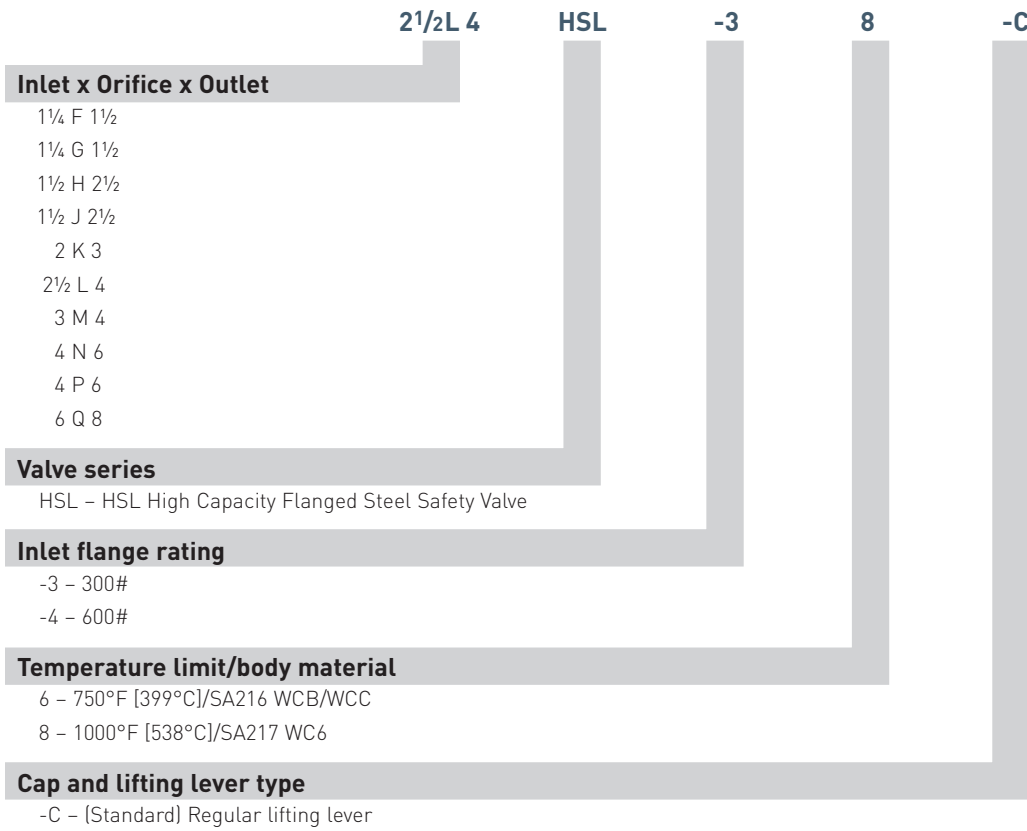 2½L 4 HSL -3 8 -C
Inlet x Orifice x Outlet
1¼ F 1½
1¼ G 1½
1½ H 2½
1½ J 2½
2 K 3
2½ L 4
3 M 4
4 N 6
4 P 6
6 Q 8
Valve series
HSL – HSL High Capacity Flanged Steel Safety Valve
Inlet flange rating
-3 – 300#
-4 – 600#
Temperature limit/body material
6 – 750°F [399°C]/SA216 WCB/WCC
8 – 1000°F [538°C]/SA217 WC6
Cap and lifting lever type
-C – (Standard) Regular lifting lever